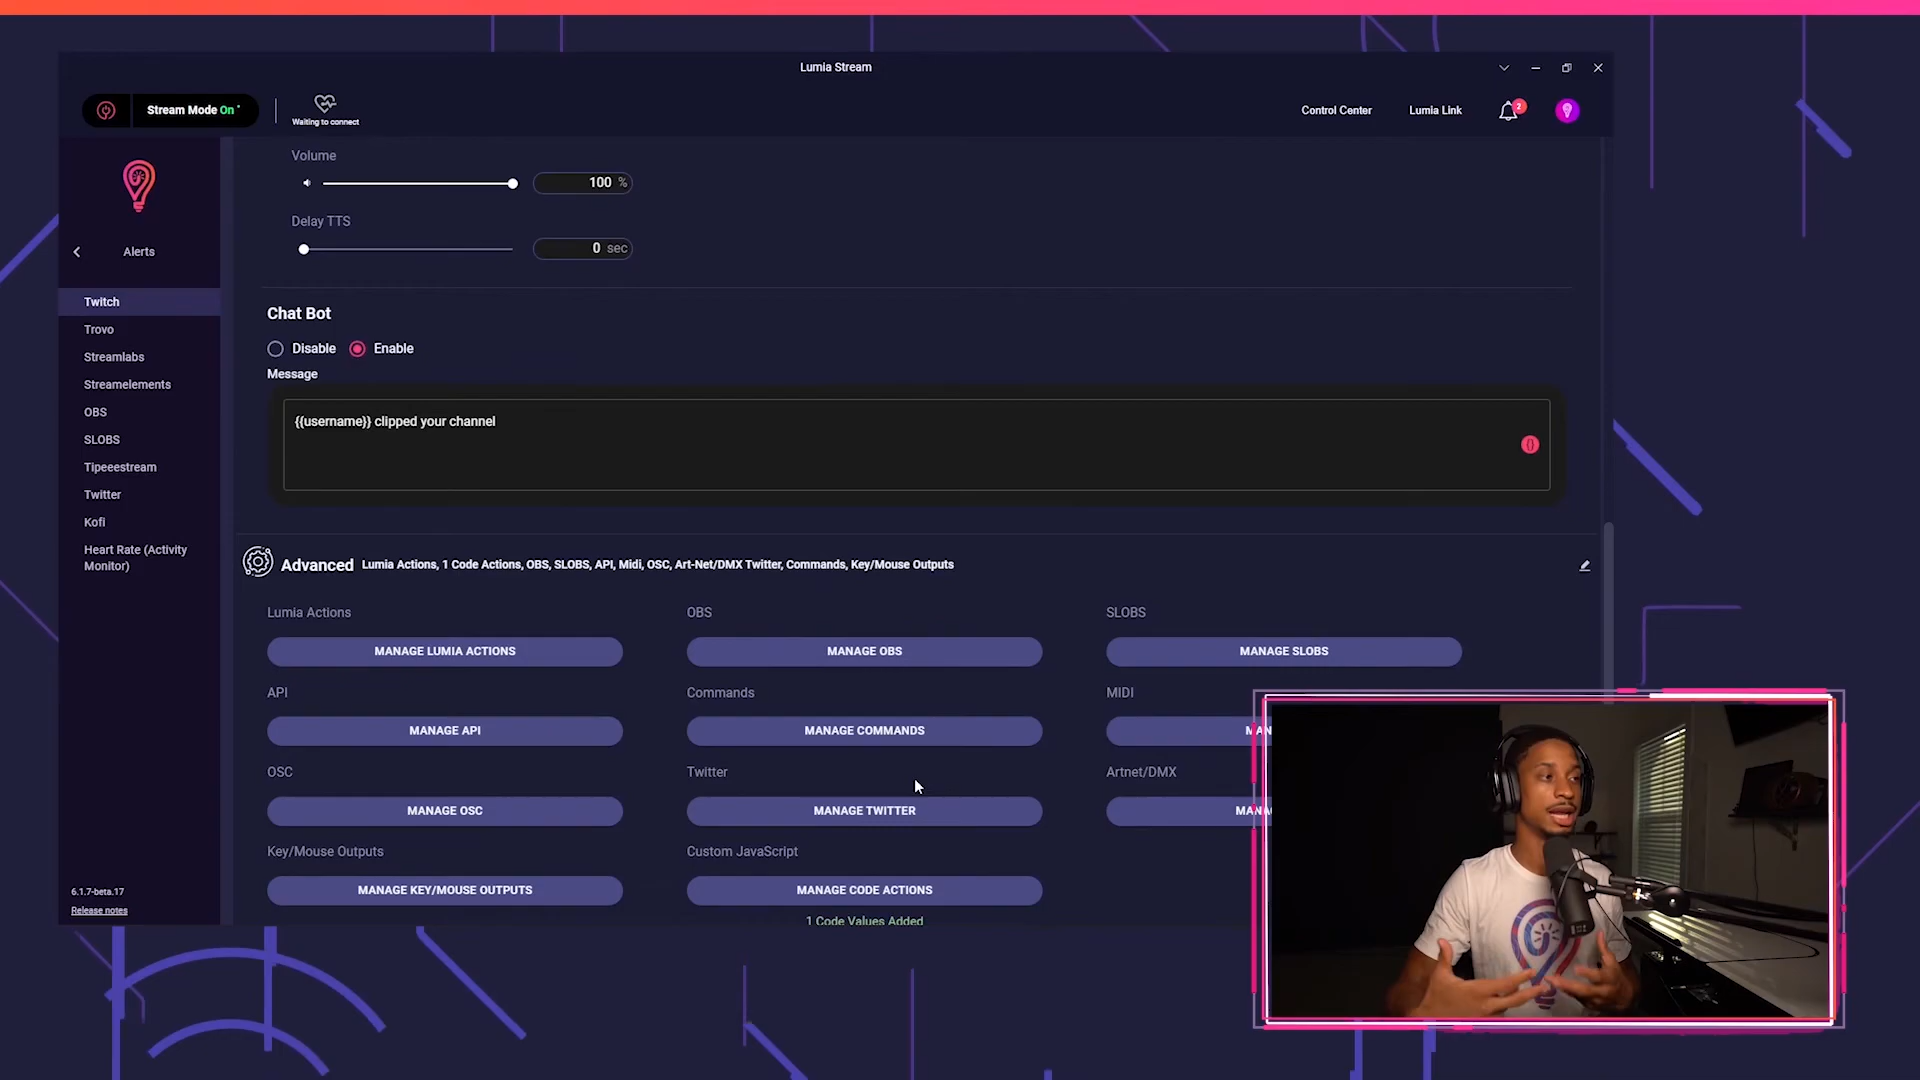 Lumia Stream
Stream Mode On
Waiting to connect
Control Center
Lumia Link
2
Alerts
Twitch
Trovo
Streamlabs
Streamelements
OBS
SLOBS
Tipeeestream
Twitter
Kofi
Heart Rate (Activity
Monitor)
6.1.7-beta.17
Release notes
Volume
100 %
Delay TTS
0 sec
Chat Bot
Disable Enable
Message
{{username}} clipped your channel
Advanced Lumia Actions, 1 Code Actions, OBS, SLOBS, API, Midi, OSC, Art-Net/DMX Twitter, Commands, Key/Mouse Outputs
Lumia Actions OBS SLOBS
MANAGE LUMIA ACTIONS MANAGE OBS MANAGE SLOBS
API Commands MIDI
MANAGE API MANAGE COMMANDS MAN
OSC Twitter Artnet/DMX
MANAGE OSC MANAGE TWITTER MANA
Key/Mouse Outputs Custom JavaScript
MANAGE KEY/MOUSE OUTPUTS MANAGE CODE ACTIONS
1 Code Values Added